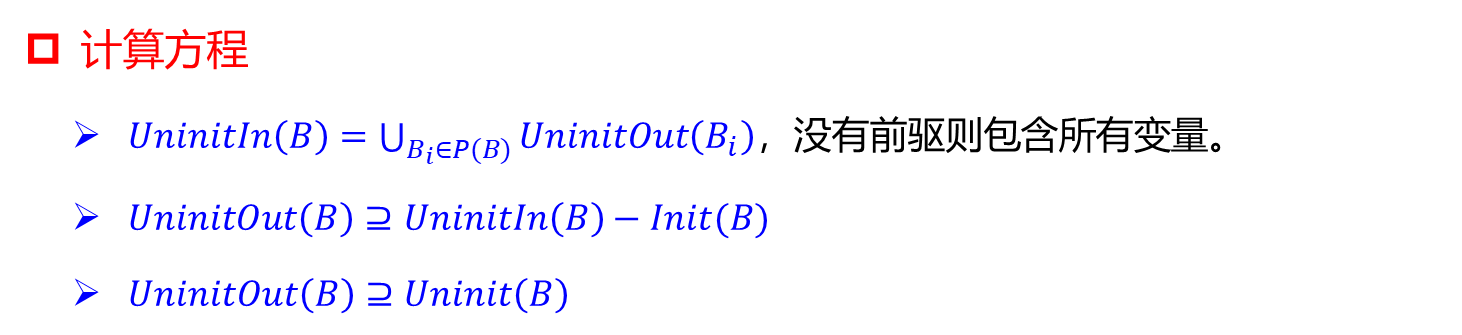 计算方程
UninitIn(B) = ⋃_{B_i∈P(B)} UninitOut(B_i)，没有前驱则包含所有变量。
UninitOut(B) ⊇ UninitIn(B) − Init(B)
UninitOut(B) ⊇ Uninit(B)